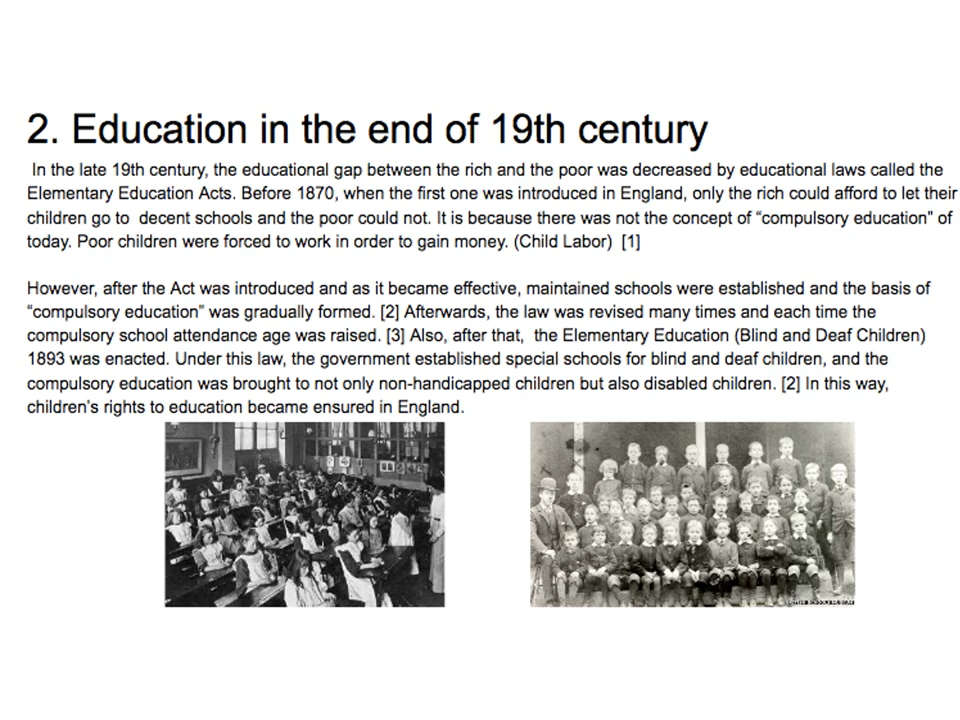 2. Education in the end of 19th century
In the late 19th century, the educational gap between the rich and the poor was decreased by educational laws called the
Elementary Education Acts. Before 1870, when the first one was introduced in England, only the rich could afford to let their
children go to  decent schools and the poor could not. It is because there was not the concept of “compulsory education" of
today. Poor children were forced to work in order to gain money. (Child Labor)  [1]
However, after the Act was introduced and as it became effective, maintained schools were established and the basis of
“compulsory education” was gradually formed. [2] Afterwards, the law was revised many times and each time the
compulsory school attendance age was raised. [3] Also, after that,  the Elementary Education (Blind and Deaf Children)
1893 was enacted. Under this law, the government established special schools for blind and deaf children, and the
compulsory education was brought to not only non-handicapped children but also disabled children. [2] In this way,
children’s rights to education became ensured in England.
SCHOOLS MUSEUM